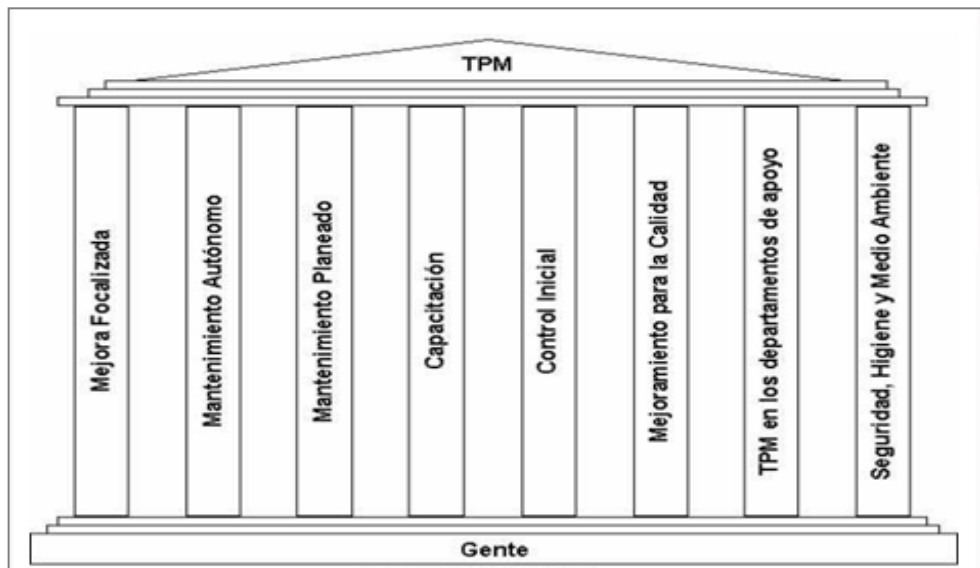 TPM
Mejora Focalizada
Mantenimiento Autónomo
Mantenimiento Planeado
Capacitación
Control Inicial
Mejoramiento para la Calidad
TPM en los departamentos de apoyo
Seguridad, Higiene y Medio Ambiente
Gente